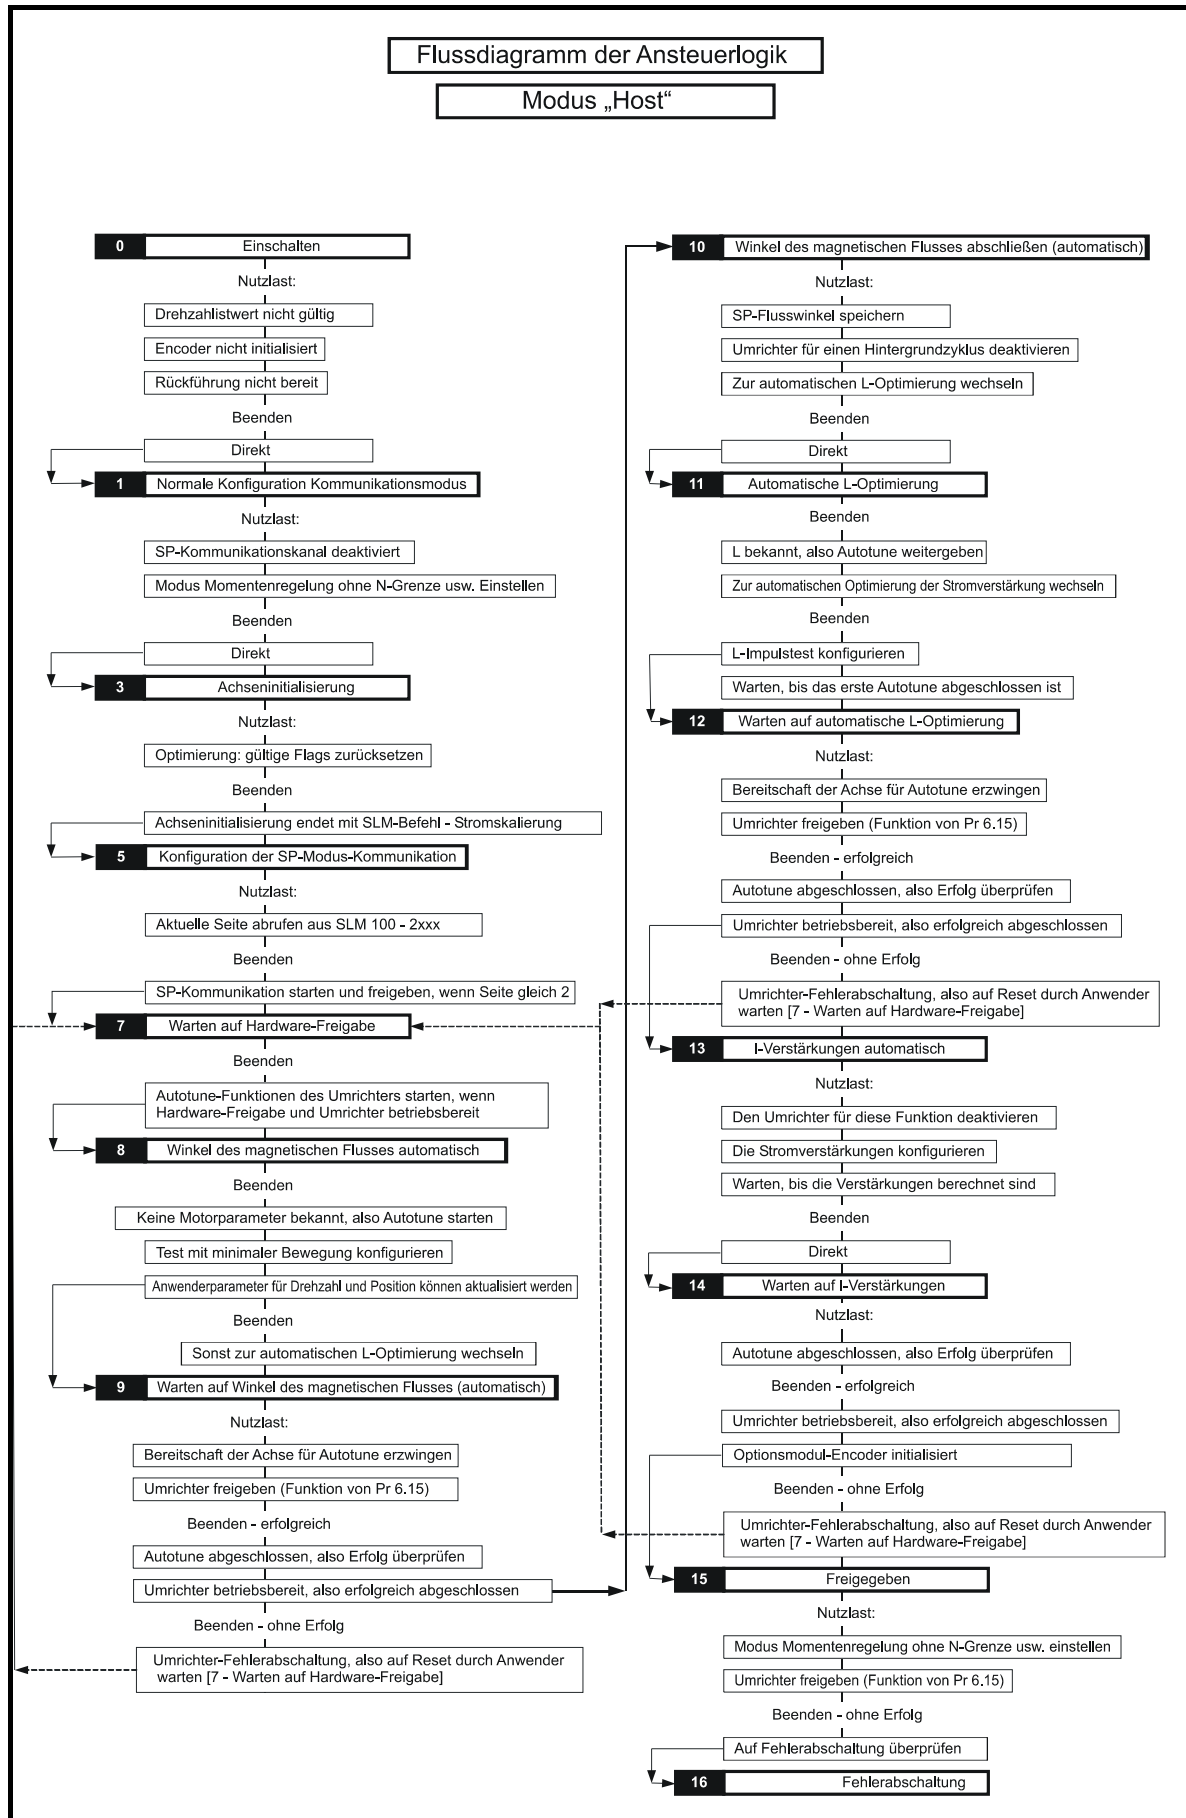 Flussdiagramm der Ansteuerlogik
Modus „Host“
0 Einschalten
Nutzlast:
Drehzahlistwert nicht gültig
Encoder nicht initialisiert
Rückführung nicht bereit
Beenden
Direkt
1 Normale Konfiguration Kommunikationsmodus
Nutzlast:
SP-Kommunikationskanal deaktiviert
Modus Momentenregelung ohne N-Grenze usw. Einstellen
Beenden
Direkt
3 Achseninitialisierung
Nutzlast:
Optimierung: gültige Flags zurücksetzen
Beenden
Achseninitialisierung endet mit SLM-Befehl - Stromskalierung
5 Konfiguration der SP-Modus-Kommunikation
Nutzlast:
Aktuelle Seite abrufen aus SLM 100 - 2xxx
Beenden
SP-Kommunikation starten und freigeben, wenn Seite gleich 2
7 Warten auf Hardware-Freigabe
Beenden
Autotune-Funktionen des Umrichters starten, wenn
Hardware-Freigabe und Umrichter betriebsbereit
8 Winkel des magnetischen Flusses automatisch
Beenden
Keine Motorparameter bekannt, also Autotune starten
Test mit minimaler Bewegung konfigurieren
Anwenderparameter für Drehzahl und Position können aktualisiert werden
Beenden
Sonst zur automatischen L-Optimierung wechseln
9 Warten auf Winkel des magnetischen Flusses (automatisch)
Nutzlast:
Bereitschaft der Achse für Autotune erzwingen
Umrichter freigeben (Funktion von Pr 6.15)
Beenden - erfolgreich
Autotune abgeschlossen, also Erfolg überprüfen
Umrichter betriebsbereit, also erfolgreich abgeschlossen
Beenden - ohne Erfolg
Umrichter-Fehlerabschaltung, also auf Reset durch Anwender
warten [7 - Warten auf Hardware-Freigabe]
10 Winkel des magnetischen Flusses abschließen (automatisch)
Nutzlast:
SP-Flusswinkel speichern
Umrichter für einen Hintergrundzyklus deaktivieren
Zur automatischen L-Optimierung wechseln
Beenden
Direkt
11 Automatische L-Optimierung
Beenden
L bekannt, also Autotune weitergeben
Zur automatischen Optimierung der Stromverstärkung wechseln
Beenden
L-Impulstest konfigurieren
Warten, bis das erste Autotune abgeschlossen ist
12 Warten auf automatische L-Optimierung
Nutzlast:
Bereitschaft der Achse für Autotune erzwingen
Umrichter freigeben (Funktion von Pr 6.15)
Beenden - erfolgreich
Autotune abgeschlossen, also Erfolg überprüfen
Umrichter betriebsbereit, also erfolgreich abgeschlossen
Beenden - ohne Erfolg
Umrichter-Fehlerabschaltung, also auf Reset durch Anwender
warten [7 - Warten auf Hardware-Freigabe]
13 I-Verstärkungen automatisch
Nutzlast:
Den Umrichter für diese Funktion deaktivieren
Die Stromverstärkungen konfigurieren
Warten, bis die Verstärkungen berechnet sind
Beenden
Direkt
14 Warten auf I-Verstärkungen
Nutzlast:
Autotune abgeschlossen, also Erfolg überprüfen
Beenden - erfolgreich
Umrichter betriebsbereit, also erfolgreich abgeschlossen
Optionsmodul-Encoder initialisiert
Beenden - ohne Erfolg
Umrichter-Fehlerabschaltung, also auf Reset durch Anwender
warten [7 - Warten auf Hardware-Freigabe]
15 Freigegeben
Nutzlast:
Modus Momentenregelung ohne N-Grenze usw. einstellen
Umrichter freigeben (Funktion von Pr 6.15)
Beenden - ohne Erfolg
Auf Fehlerabschaltung überprüfen
16 Fehlerabschaltung